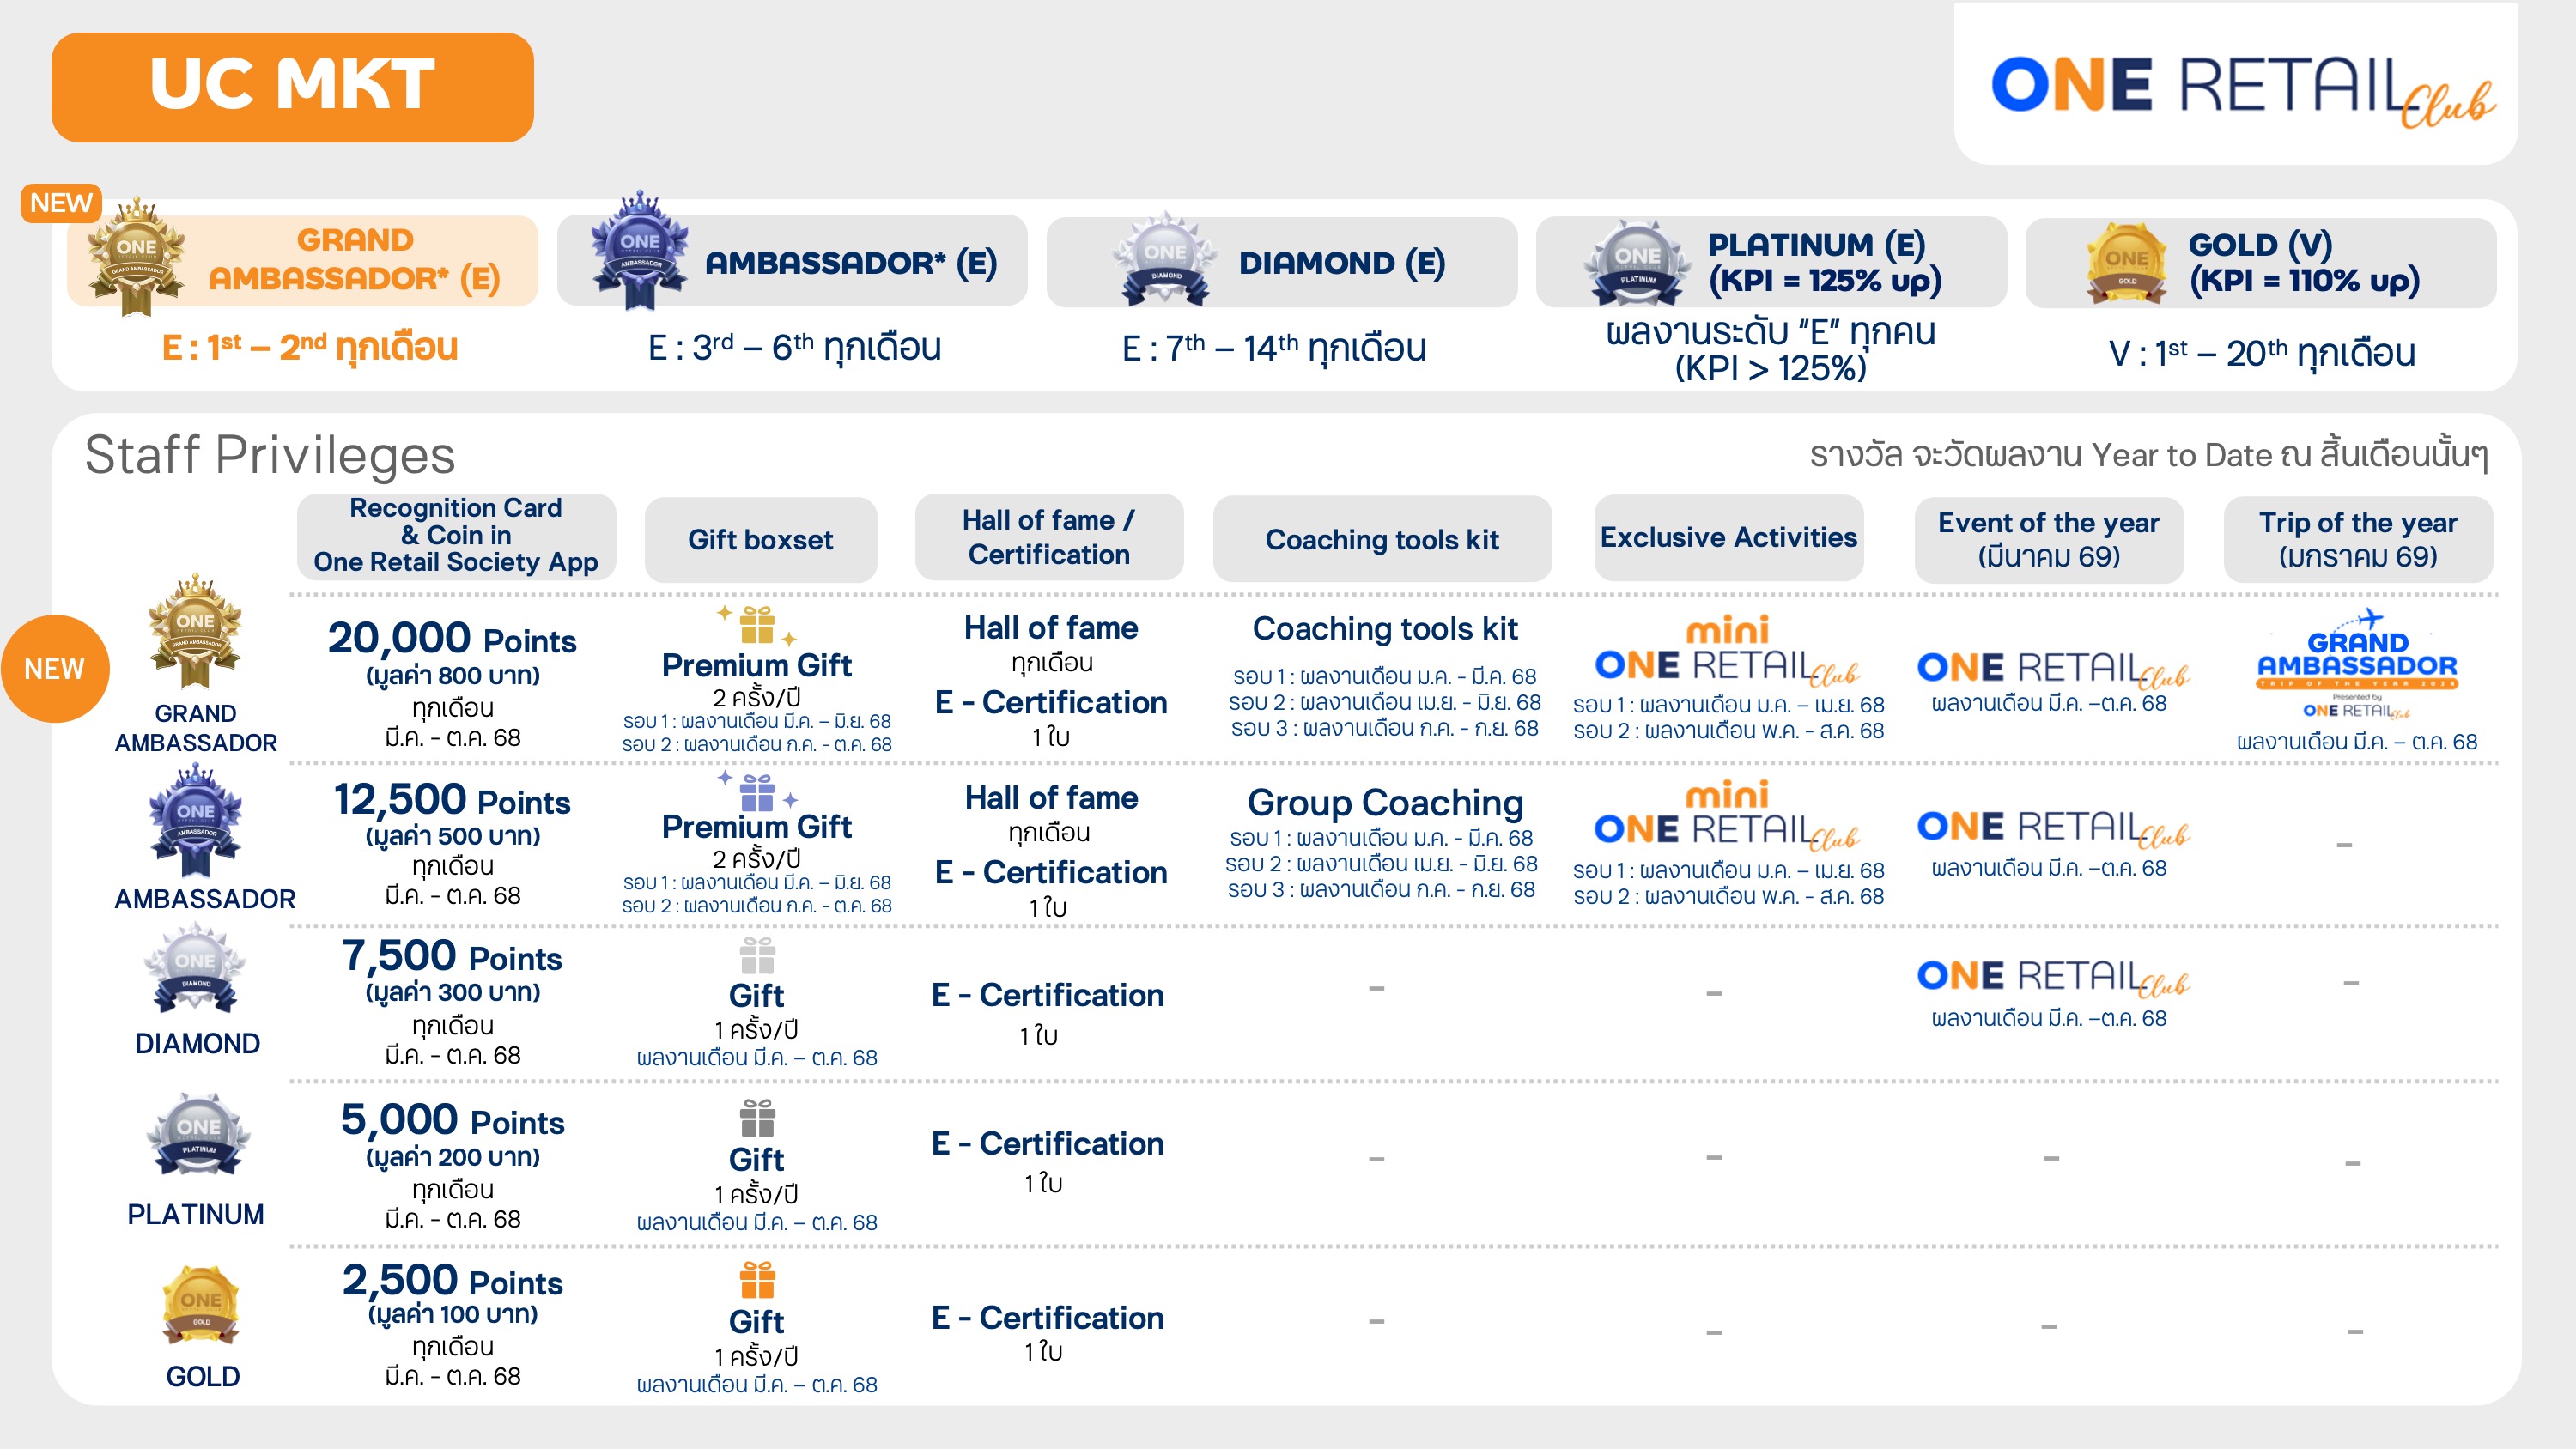 UC MKT
ONE RETAIL Club
NEW
GRAND
AMBASSADOR* (E)
E : 1st – 2nd ทุกเดือน
AMBASSADOR* (E)
E : 3rd – 6th ทุกเดือน
DIAMOND (E)
E : 7th – 14th ทุกเดือน
PLATINUM (E)
(KPI = 125% up)
ผลงานระดับ “E” ทุกคน
(KPI > 125%)
GOLD (V)
(KPI = 110% up)
V : 1st – 20th ทุกเดือน
Staff Privileges
รางวัล จะวัดผลงาน Year to Date ณ สิ้นเดือนนั้นๆ
Recognition Card
& Coin in
One Retail Society App
Gift boxset
Hall of fame /
Certification
Coaching tools kit
Exclusive Activities
Event of the year
(มีนาคม 69)
Trip of the year
(มกราคม 69)
NEW
GRAND
AMBASSADOR
20,000 Points
(มูลค่า 800 บาท)
ทุกเดือน
มี.ค. - ต.ค. 68
Premium Gift
2 ครั้ง/ปี
รอบ 1 : ผลงานเดือน มี.ค. – มิ.ย. 68
รอบ 2 : ผลงานเดือน ก.ค. - ต.ค. 68
Hall of fame
ทุกเดือน
E - Certification
1 ใบ
Coaching tools kit
รอบ 1 : ผลงานเดือน ม.ค. - มี.ค. 68
รอบ 2 : ผลงานเดือน เม.ย. - มิ.ย. 68
รอบ 3 : ผลงานเดือน ก.ค. - ก.ย. 68
mini
ONE RETAIL Club
รอบ 1 : ผลงานเดือน ม.ค. – เม.ย. 68
รอบ 2 : ผลงานเดือน พ.ค. - ส.ค. 68
ONE RETAIL Club
ผลงานเดือน มี.ค. –ต.ค. 68
GRAND
AMBASSADOR
TRIP OF THE YEAR 2024
Presented by
ONE RETAIL Club
ผลงานเดือน มี.ค. – ต.ค. 68
AMBASSADOR
12,500 Points
(มูลค่า 500 บาท)
ทุกเดือน
มี.ค. - ต.ค. 68
Premium Gift
2 ครั้ง/ปี
รอบ 1 : ผลงานเดือน มี.ค. – มิ.ย. 68
รอบ 2 : ผลงานเดือน ก.ค. - ต.ค. 68
Hall of fame
ทุกเดือน
E - Certification
1 ใบ
Group Coaching
รอบ 1 : ผลงานเดือน ม.ค. - มี.ค. 68
รอบ 2 : ผลงานเดือน เม.ย. - มิ.ย. 68
รอบ 3 : ผลงานเดือน ก.ค. - ก.ย. 68
mini
ONE RETAIL Club
รอบ 1 : ผลงานเดือน ม.ค. – เม.ย. 68
รอบ 2 : ผลงานเดือน พ.ค. - ส.ค. 68
ONE RETAIL Club
ผลงานเดือน มี.ค. –ต.ค. 68
-
DIAMOND
7,500 Points
(มูลค่า 300 บาท)
ทุกเดือน
มี.ค. - ต.ค. 68
Gift
1 ครั้ง/ปี
ผลงานเดือน มี.ค. – ต.ค. 68
E - Certification
1 ใบ
-
-
ONE RETAIL Club
ผลงานเดือน มี.ค. –ต.ค. 68
-
PLATINUM
5,000 Points
(มูลค่า 200 บาท)
ทุกเดือน
มี.ค. - ต.ค. 68
Gift
1 ครั้ง/ปี
ผลงานเดือน มี.ค. – ต.ค. 68
E - Certification
1 ใบ
-
-
-
-
GOLD
2,500 Points
(มูลค่า 100 บาท)
ทุกเดือน
มี.ค. - ต.ค. 68
Gift
1 ครั้ง/ปี
ผลงานเดือน มี.ค. – ต.ค. 68
E - Certification
1 ใบ
-
-
-
-